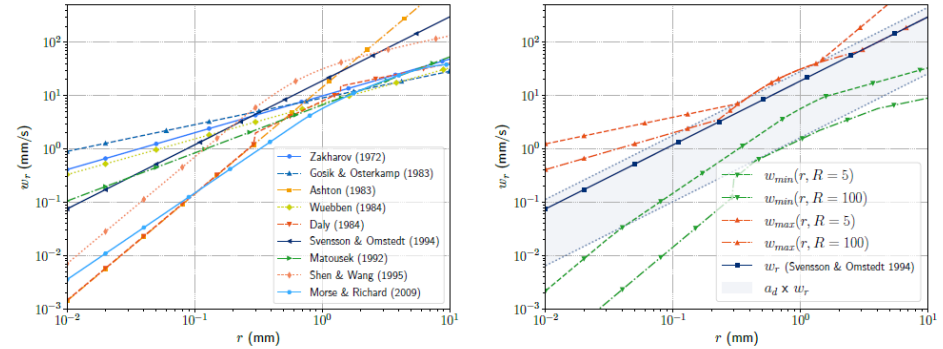 10²
10¹
10⁰
10⁻¹
10⁻²
10⁻³
w_r (mm/s)
Zakharov (1972)
Gosik & Osterkamp (1983)
Ashton (1983)
Wuebben (1984)
Daly (1984)
Svensson & Omstedt (1994)
Matousek (1992)
Shen & Wang (1995)
Morse & Richard (2009)
10⁻² 10⁻¹ 10⁰ 10¹
r (mm)
10²
10¹
10⁰
10⁻¹
10⁻²
10⁻³
w_r (mm/s)
w_min(r, R = 5)
w_min(r, R = 100)
w_max(r, R = 5)
w_max(r, R = 100)
w_r (Svensson & Omstedt 1994)
a_d x w_r
10⁻² 10⁻¹ 10⁰ 10¹
r (mm)